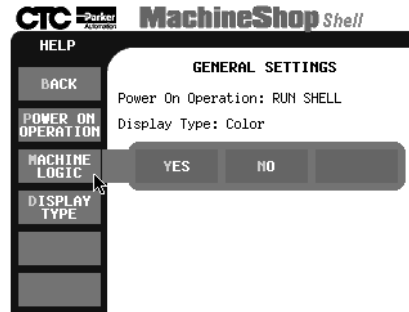 CTC Parker Automation MachineShop Shell
HELP
GENERAL SETTINGS
BACK
Power On Operation: RUN SHELL
POWER ON
OPERATION
Display Type: Color
MACHINE
LOGIC
YES NO
DISPLAY
TYPE